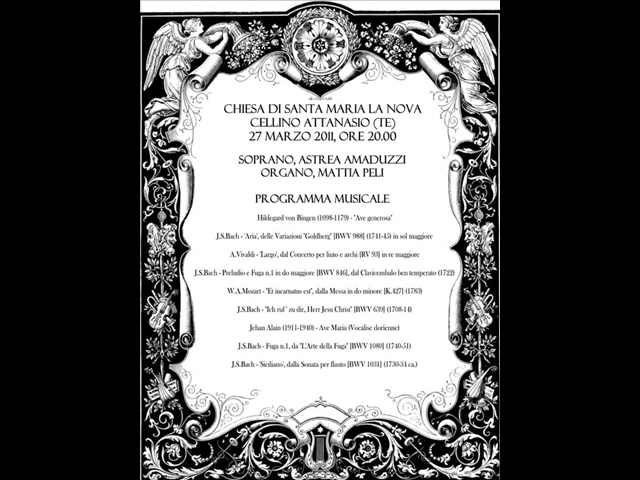 CHIESA DI SANTA MARIA LA NOVA
CELLINO ATTANASIO (TE)
27 MARZO 2011, ORE 20.00
SOPRANO, ASTREA AMADUZZI
ORGANO, MATTIA PELI
PROGRAMMA MUSICALE
Hildegard von Bingen (1098-1179) - "Ave generosa"
J.S.Bach - 'Aria', delle Variazioni "Goldberg" [BWV 988] (1741-45) in sol maggiore
A.Vivaldi - 'Largo', dal Concerto per liuto e archi [RV 93] in re maggiore
J.S.Bach - Preludio e Fuga n.1 in do maggiore [BWV 846], dal Clavicembalo ben temperato (1722)
W.A.Mozart - "Et incarnatus est", dalla Messa in do minore [K.427] (1783)
J.S.Bach - "Ich ruf` zu dir, Herr Jesu Christ" [BWV 639] (1708-14)
Jehan Alain (1911-1940) - Ave Maria (Vocalise dorienne)
J.S.Bach - Fuga n.1, da "L'Arte della Fuga" [BWV 1080] (1740-51)
J.S.Bach - 'Siciliano', dalla Sonata per flauto [BWV 1031] (1730-34 ca.)